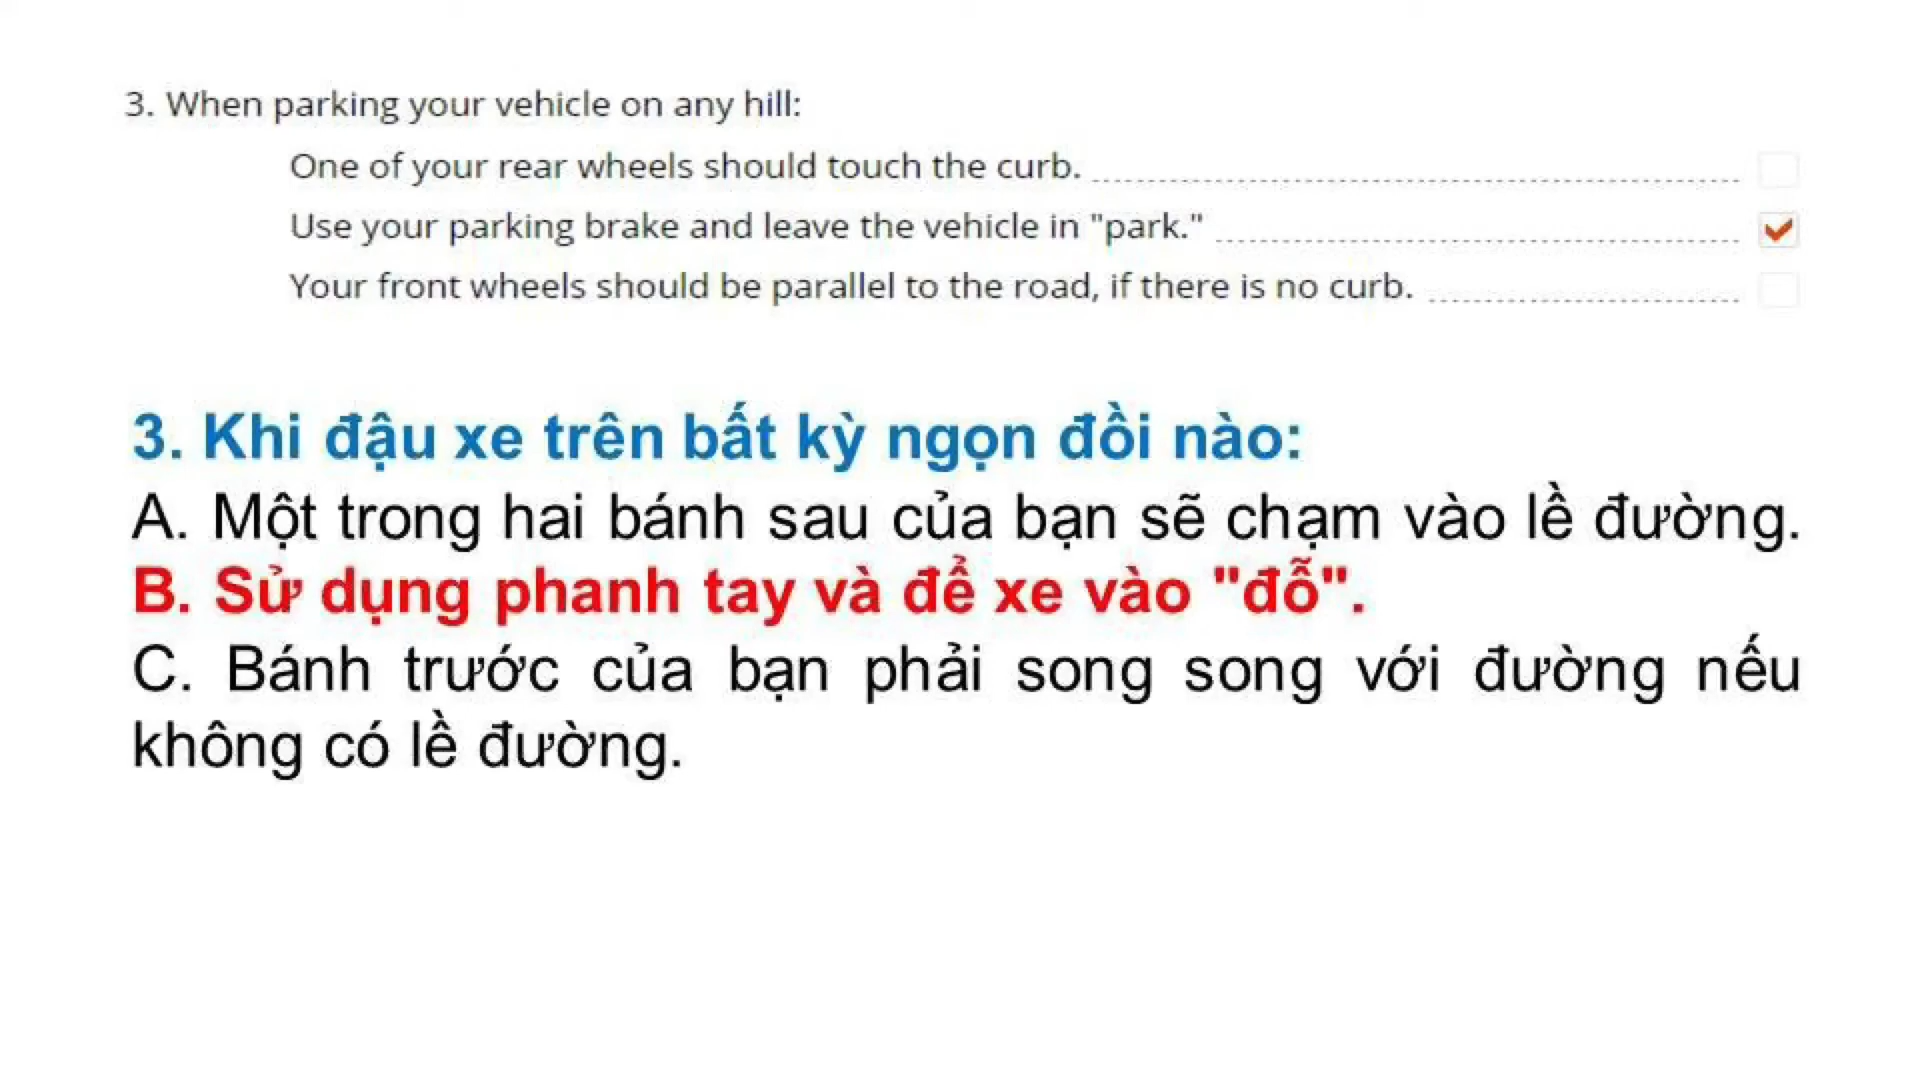 3. When parking your vehicle on any hill:
One of your rear wheels should touch the curb.
Use your parking brake and leave the vehicle in "park."
Your front wheels should be parallel to the road, if there is no curb.
3. Khi đậu xe trên bất kỳ ngọn đồi nào:
A. Một trong hai bánh sau của bạn sẽ chạm vào lề đường.
B. Sử dụng phanh tay và để xe vào "đỗ".
C. Bánh trước của bạn phải song song với đường nếu
không có lề đường.